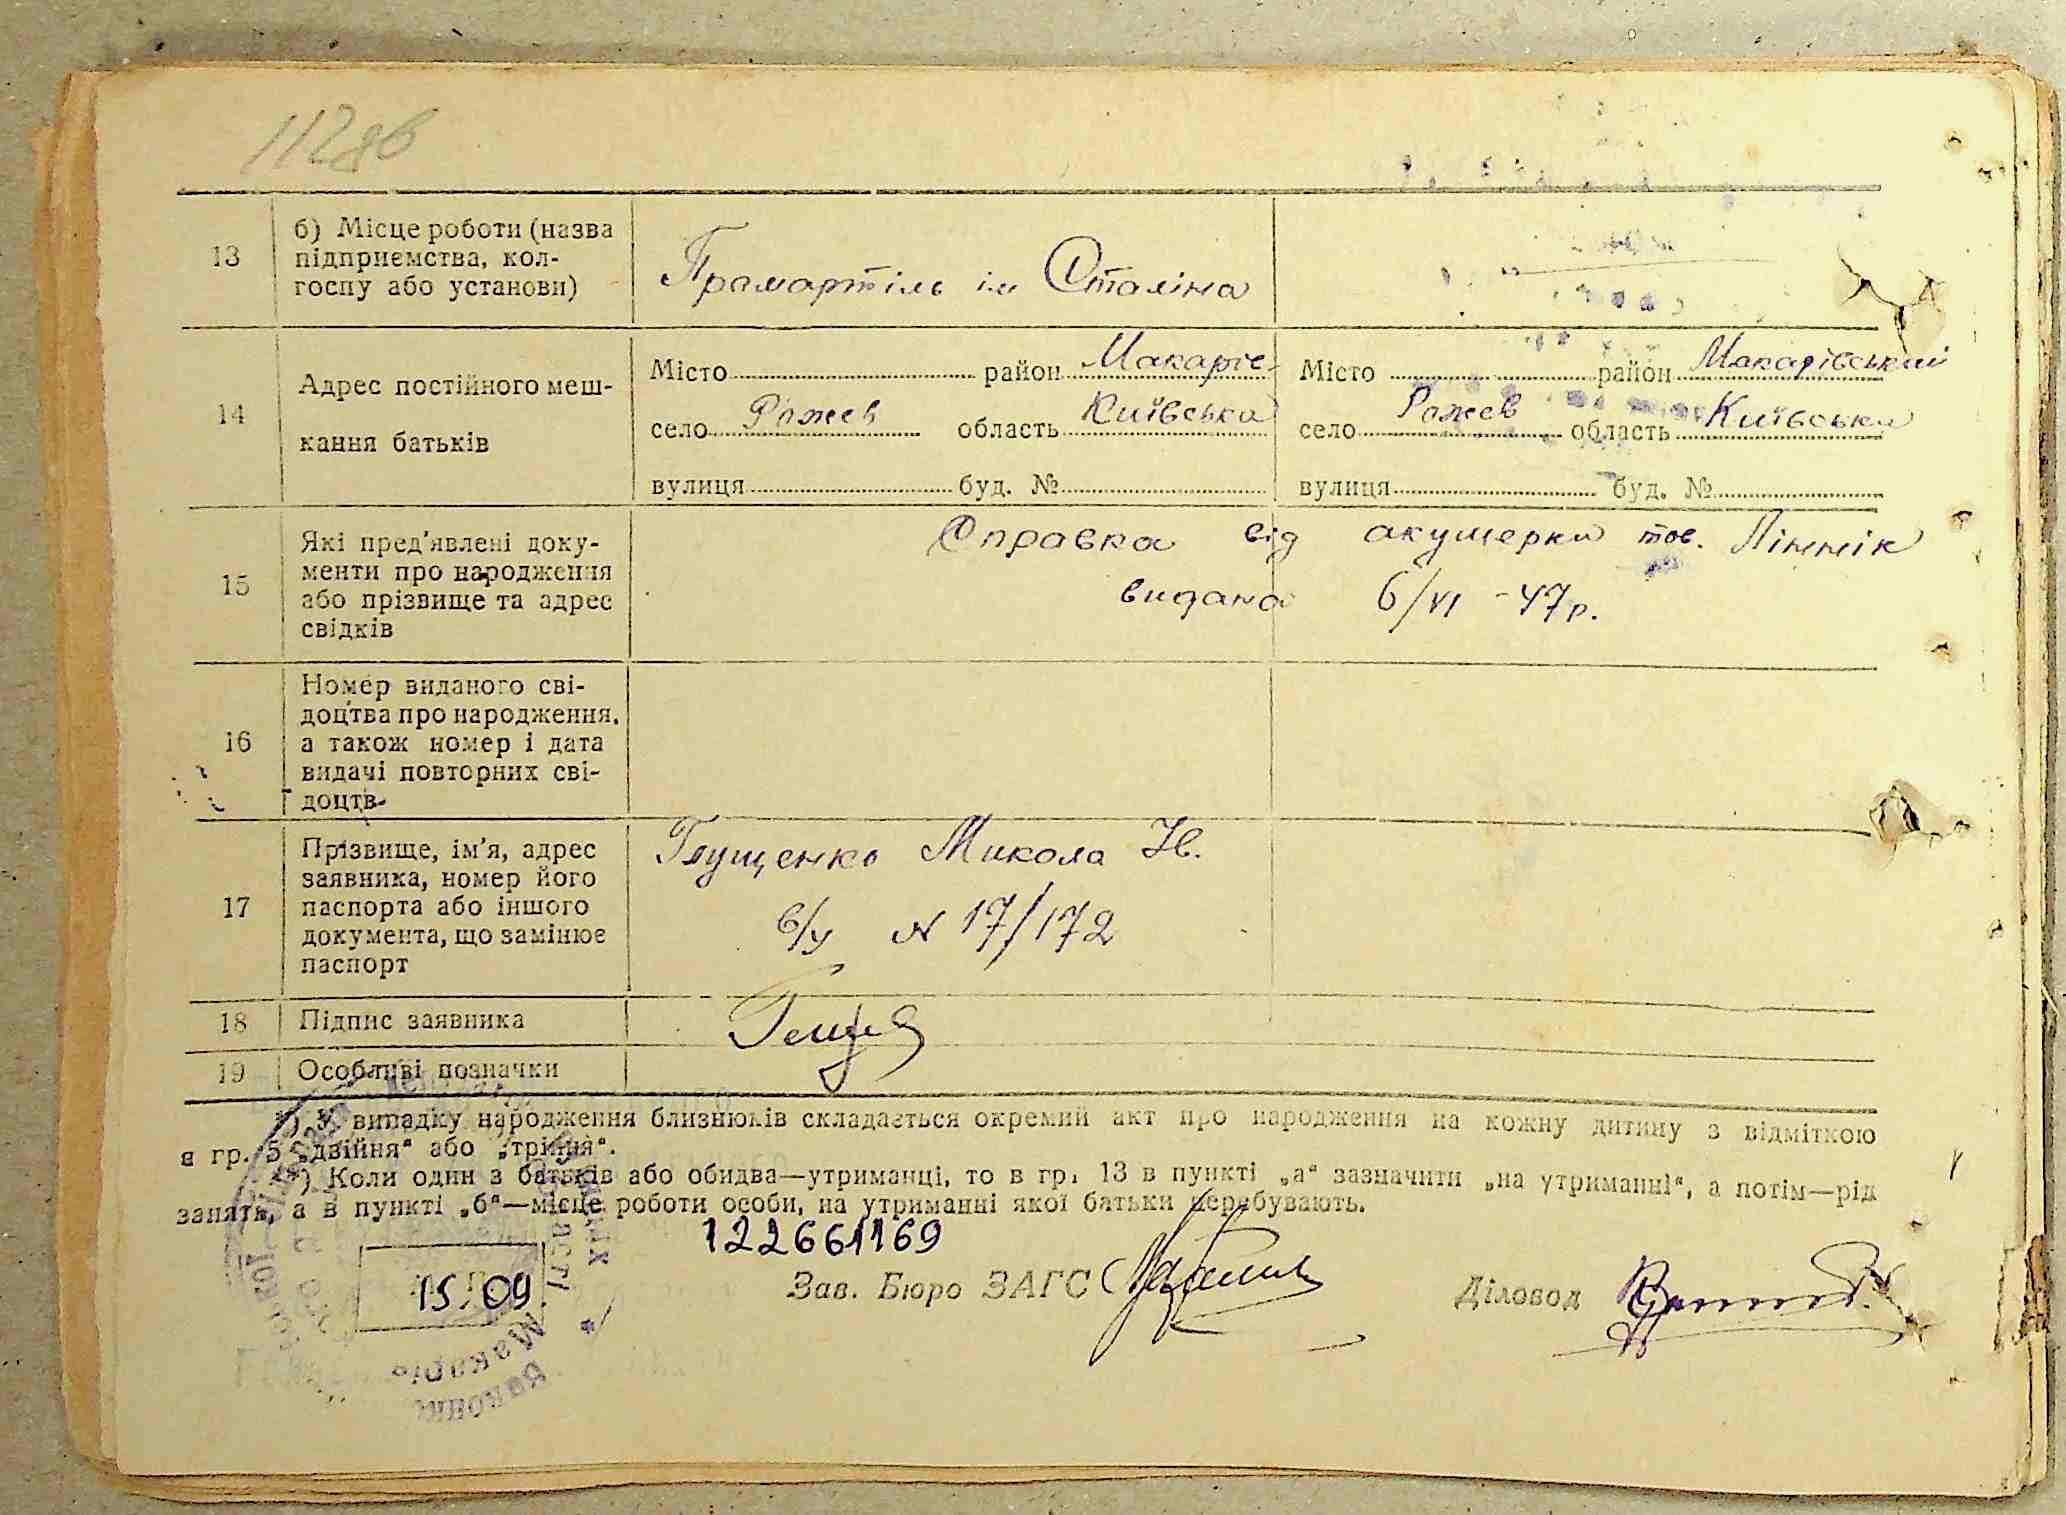 112зв
13
б) Місце роботи (назва
підприємства, кол-
госпу або установи)
Прамартіль ім Сталіна
„
14
Адрес постійного меш-
кання батьків
Місто район Макарів-
село Рожев область Київська
вулиця буд. №
Місто район Макарівський
село Рожев область Київська
вулиця буд. №
15
Які пред'явлені доку-
менти про народження
або прізвище та адрес
свідків
Справка від акушерки тов.Ліннік
видана 6/VI -47р.
16
Номер виданого сві-
доцтва про народження,
а також номер і дата
видачі повторних сві-
доцтв
17
Прізвище, ім'я, адрес
заявника, номер його
паспорта або іншого
документа, що замінює
паспорт
Глущенко Микола Ів.
в/у № 17/172
18
Підпис заявника
19
Особливі позначки
*) У випадку народження близнюків складається окремий акт про народження на кожну дитину з відміткою
в гр. 5 „двійня" або „трійня".
**) Коли один з батьків або обидва—утриманці, то в гр. 13 в пункті „а" зазначити „на утриманні", а потім—рід
занять, а в пункті „б"—місце роботи особи, на утриманні якої батьки перебувають.
122661169
15.09
Зав. Бюро ЗАГС
Діловод